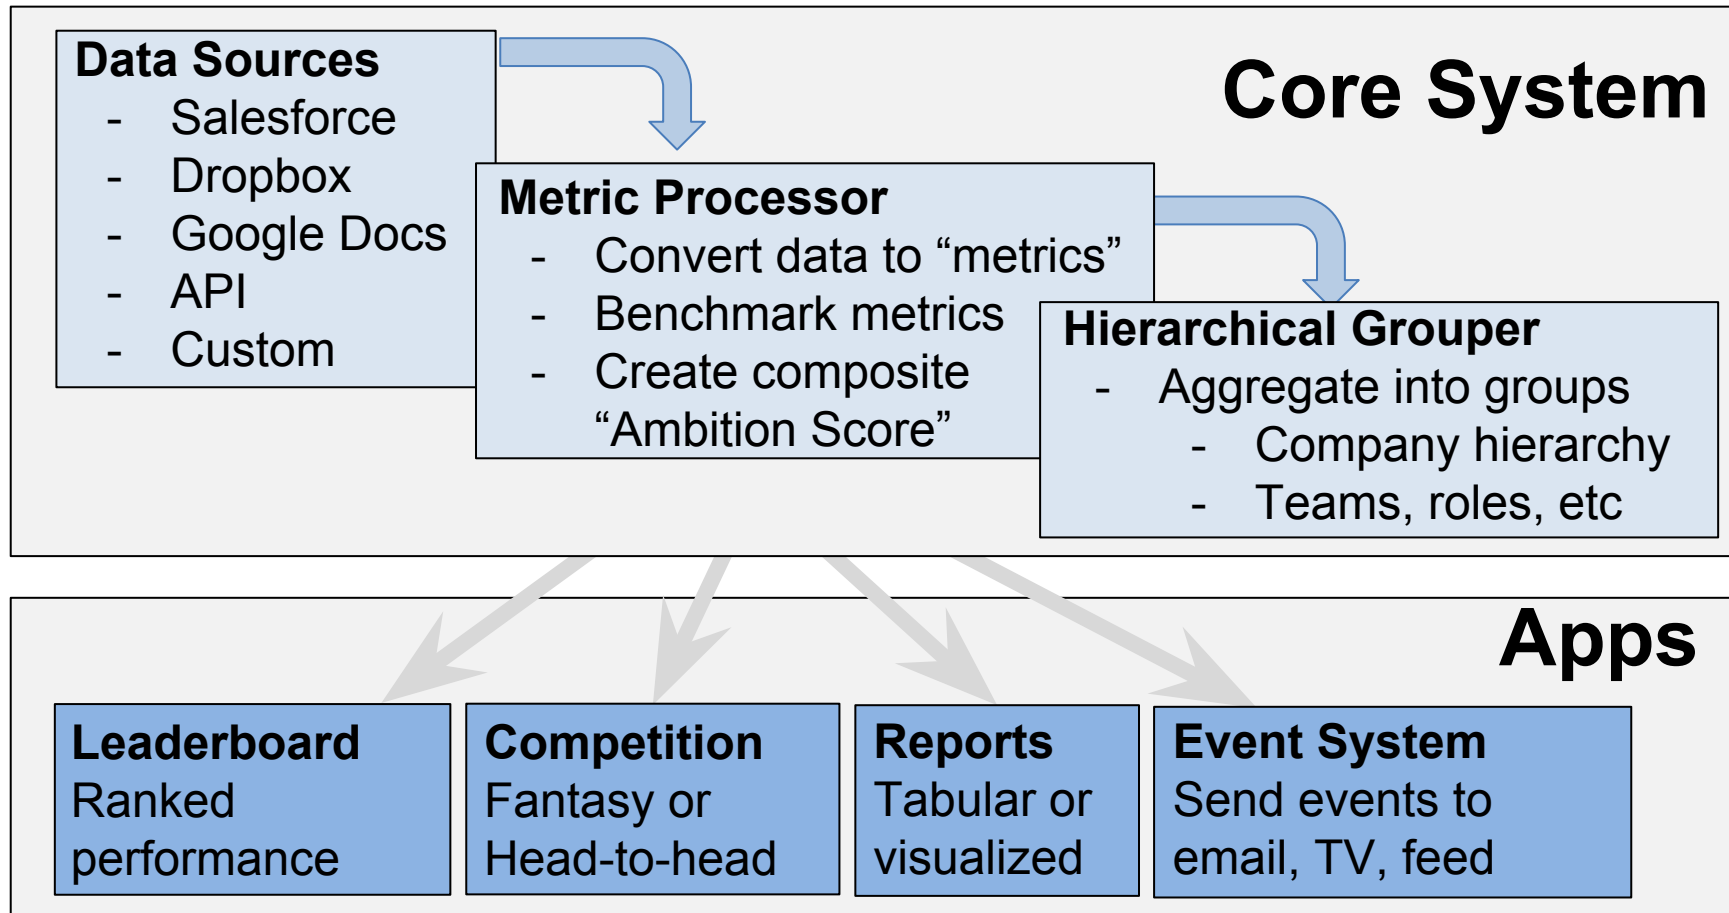 Core System
Data Sources
- Salesforce
- Dropbox
- Google Docs
- API
- Custom
Metric Processor
- Convert data to “metrics”
- Benchmark metrics
- Create composite
“Ambition Score”
Hierarchical Grouper
- Aggregate into groups
- Company hierarchy
- Teams, roles, etc
Apps
Leaderboard
Ranked
performance
Competition
Fantasy or
Head-to-head
Reports
Tabular or
visualized
Event System
Send events to
email, TV, feed